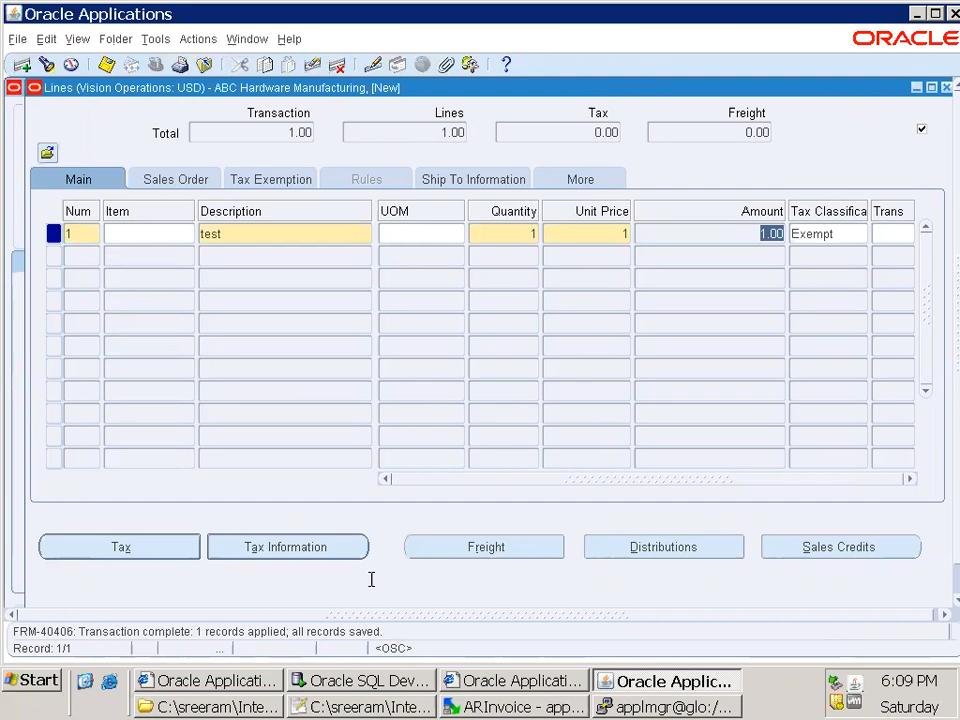 Oracle Applications
File Edit View Folder Tools Actions Window Help
ORACLE
Lines (Vision Operations: USD) - ABC Hardware Manufacturing, [New]
Transaction Lines Tax Freight
Total 1.00 1.00 0.00 0.00
Main Sales Order Tax Exemption Rules Ship To Information More
Num Item Description UOM Quantity Unit Price Amount Tax Classifica Trans
1 test 1 1 1.00 Exempt
Tax Tax Information Freight Distributions Sales Credits
FRM-40406: Transaction complete: 1 records applied; all records saved.
Record: 1/1 ... <OSC>
Start Oracle Applicati... Oracle SQL Dev... Oracle Applicati... Oracle Applic... 6:09 PM
C:\sreeram\Inte... C:\sreeram\Inte... ARInvoice - app... applmgr@glo:/... Saturday